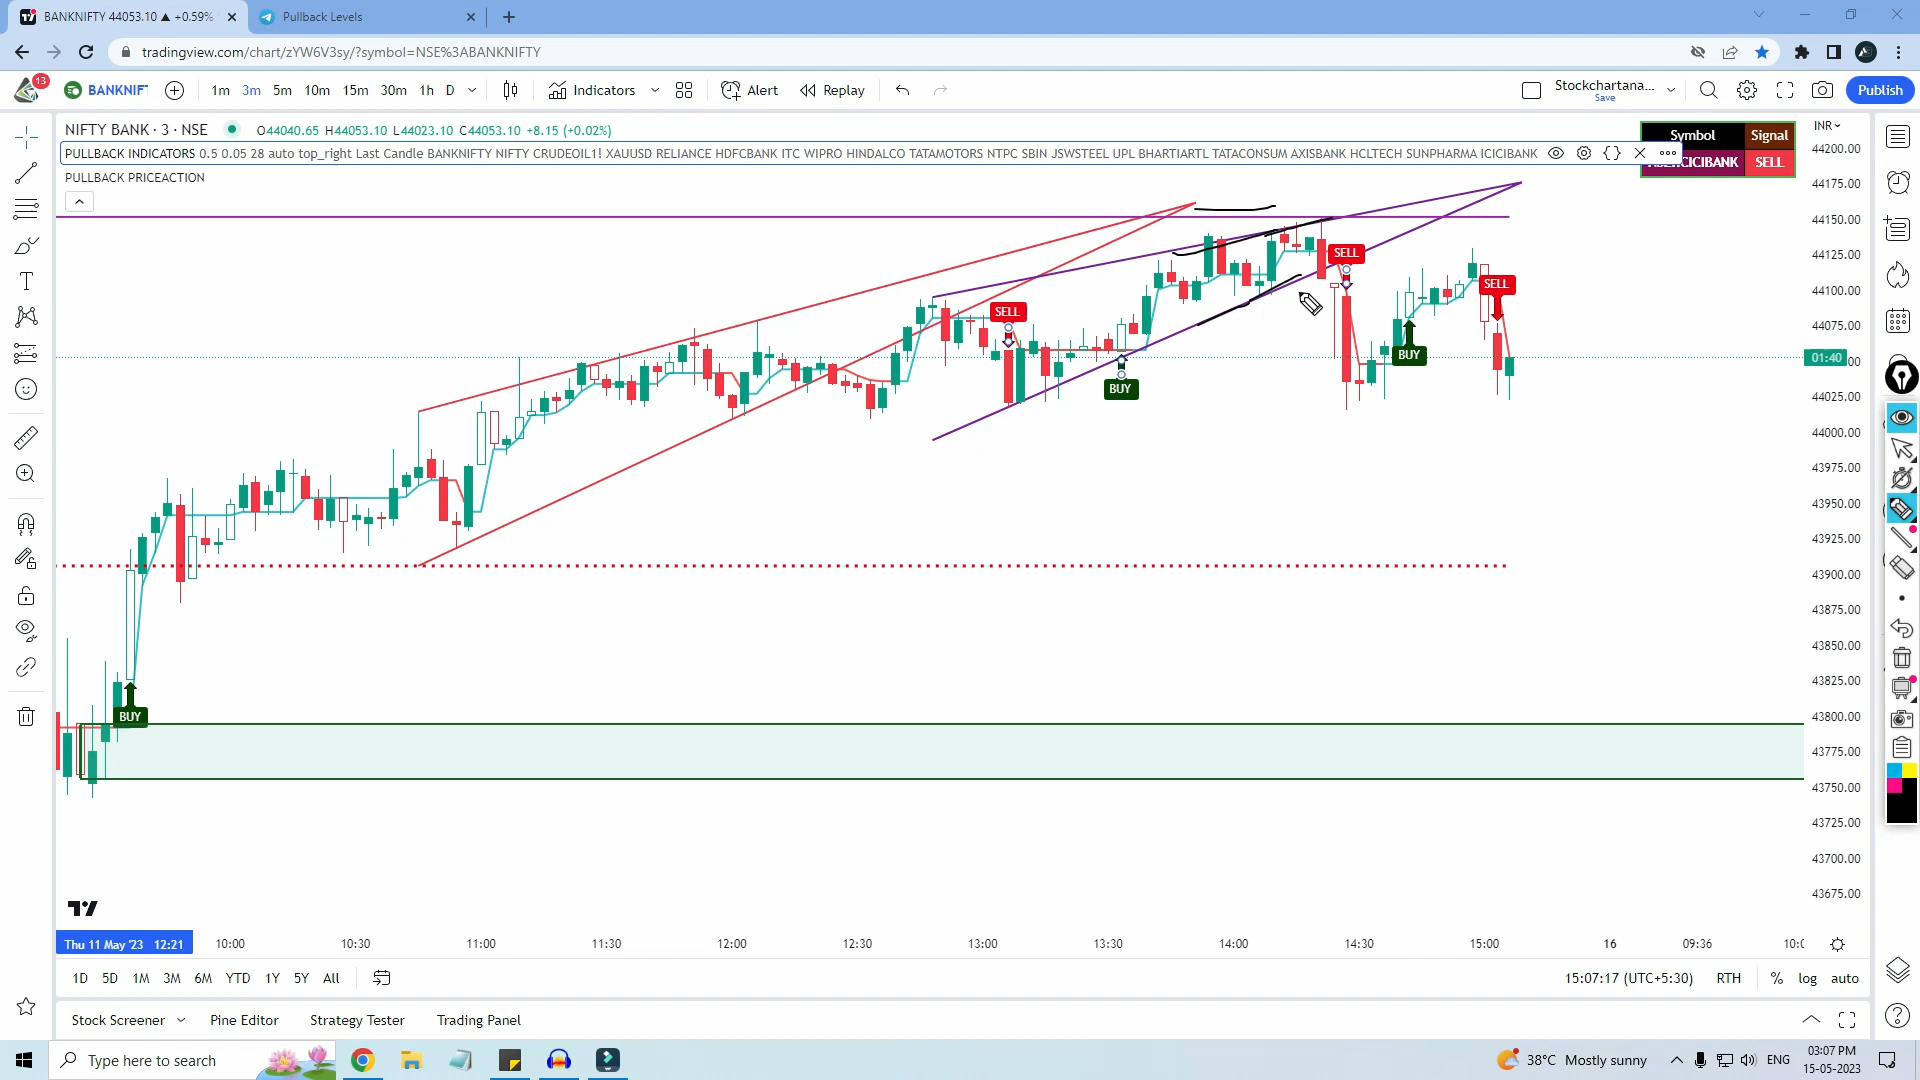 BANKNIFTY 44053.10 ▲ +0.59%
Pullback Levels
tradingview.com/chart/zYW6V3sy/?symbol=NSE%3ABANKNIFTY
13
BANKNIF
1m 3m 5m 10m 15m 30m 1h D
Indicators
Alert
Replay
Stockchartana...
Save
Publish
NIFTY BANK · 3 · NSE
O44040.65 H44053.10 L44023.10 C44053.10 +8.15 (+0.02%)
PULLBACK INDICATORS 0.5 0.05 28 auto top_right Last Candle BANKNIFTY NIFTY CRUDEOIL1! XAUUSD RELIANCE HDFCBANK ITC WIPRO HINDALCO TATAMOTORS NTPC SBIN JSWSTEEL UPL BHARTIARTL TATACONSUM AXISBANK HCLTECH SUNPHARMA ICICIBANK
PULLBACK PRICEACTION
Symbol Signal
SELL
INR
44200.00
44175.00
44150.00
44125.00
44100.00
44075.00
01:40
44025.00
44000.00
43975.00
43950.00
43925.00
43900.00
43875.00
43850.00
43825.00
43800.00
43775.00
43750.00
43725.00
43700.00
43675.00
SELL
SELL
SELL
BUY
BUY
BUY
Thu 11 May '23 12:21
10:00
10:30
11:00
11:30
12:00
12:30
13:00
13:30
14:00
14:30
15:00
16
09:36
1D 5D 1M 3M 6M YTD 1Y 5Y All
15:07:17 (UTC+5:30)
RTH
%
log
auto
Stock Screener
Pine Editor
Strategy Tester
Trading Panel
Type here to search
38°C Mostly sunny
ENG
03:07 PM
15-05-2023